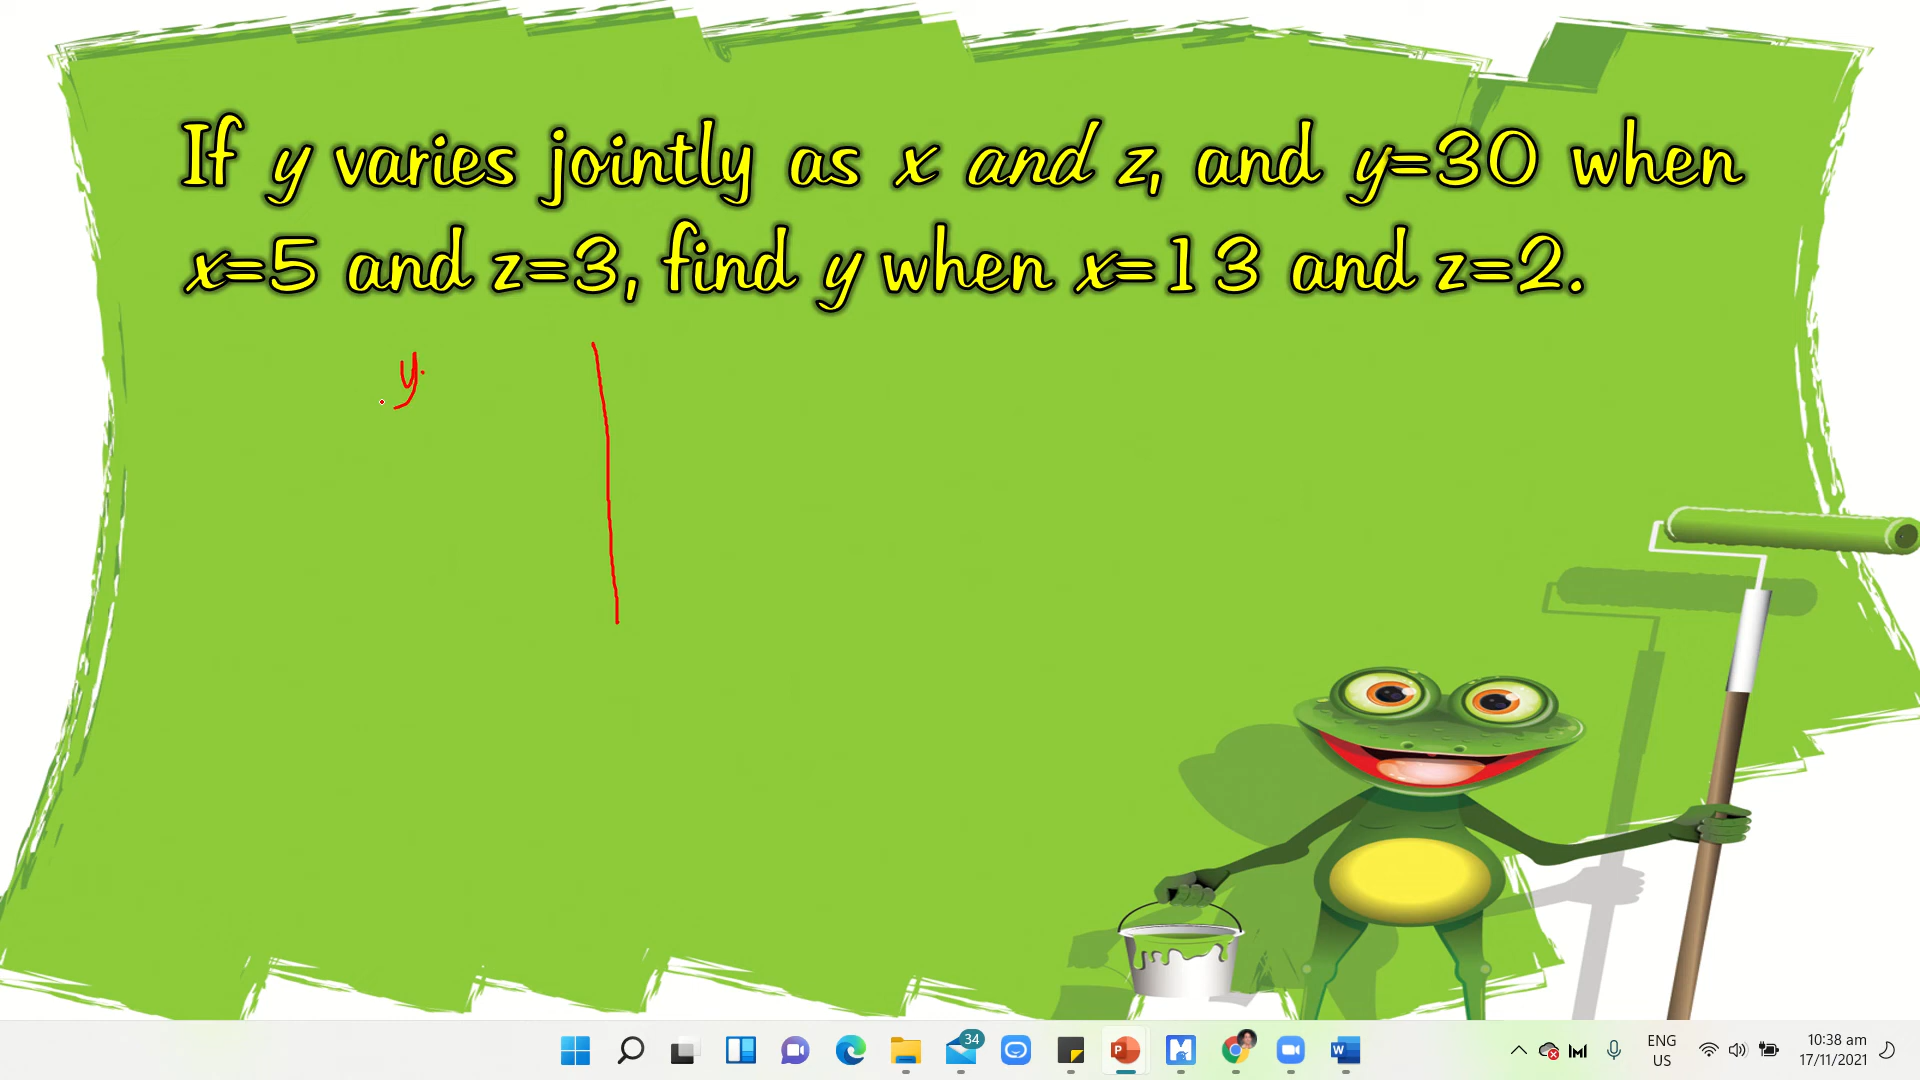 If y varies jointly as x and z, and y=30 when
x=5 and z=3, find y when x=13 and z=2.
y
34
P
W
ENG
US
10:38 am
17/11/2021